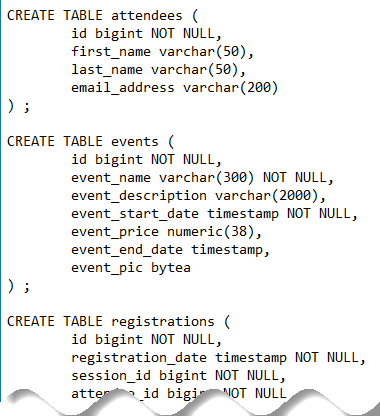 CREATE TABLE attendees (
id bigint NOT NULL,
first_name varchar(50),
last_name varchar(50),
email_address varchar(200)
) ;
CREATE TABLE events (
id bigint NOT NULL,
event_name varchar(300) NOT NULL,
event_description varchar(2000),
event_start_date timestamp NOT NULL,
event_price numeric(38),
event_end_date timestamp,
event_pic bytea
) ;
CREATE TABLE registrations (
id bigint NOT NULL,
registration_date timestamp NOT NULL,
session_id bigint NOT NULL,
attendee_id bigint NOT NULL